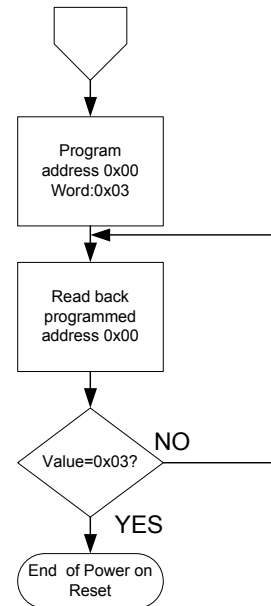 Program
address 0x00
Word:0x03
Read back
programmed
address 0x00
Value=0x03?
NO
YES
End of Power on
Reset